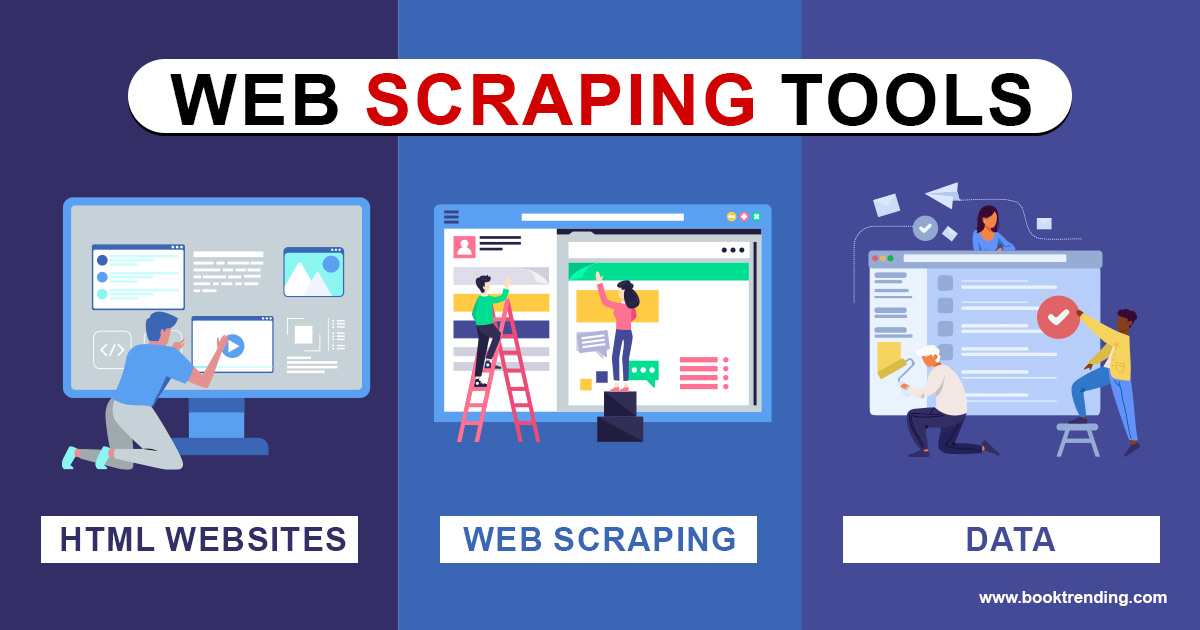 WEB SCRAPING TOOLS
</>
HTML WEBSITES
WEB SCRAPING
DATA
www.booktrending.com